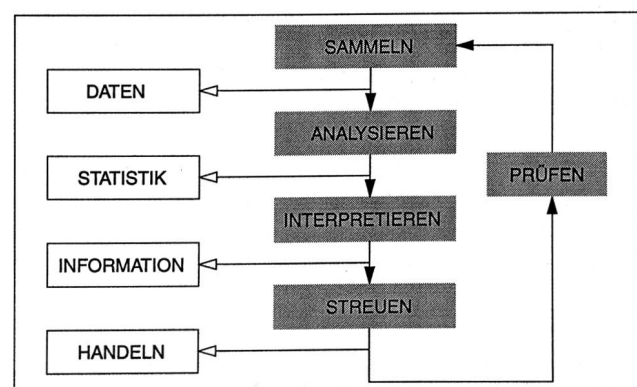 SAMMELN
DATEN
ANALYSIEREN
STATISTIK
PRÜFEN
INTERPRETIEREN
INFORMATION
STREUEN
HANDELN